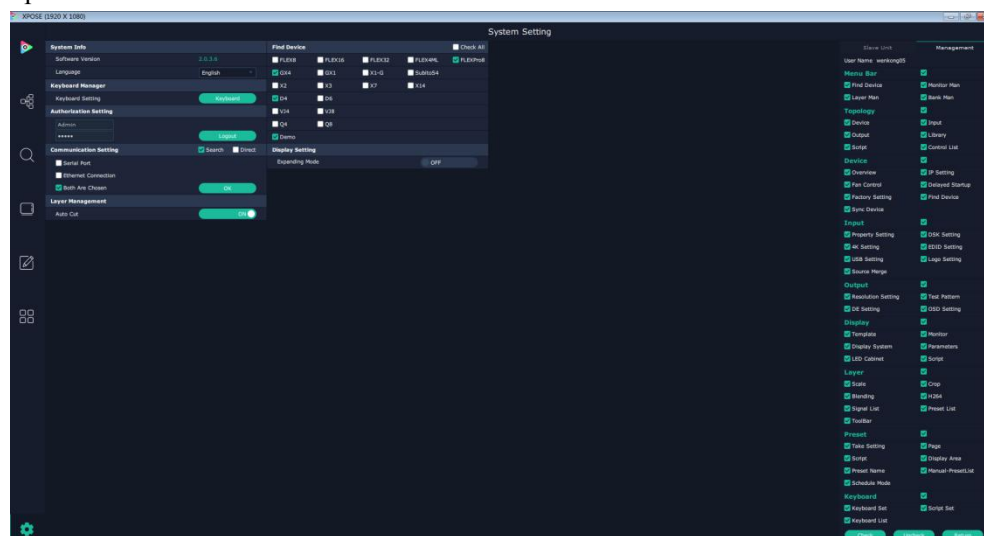 XPOSE (1920 X 1080)
System Setting
System Info
Software Version 2.0.3.6
Language English
Keyboard Manager
Keyboard Setting Keyboard
Authorization Setting
Admin
***** Logout
Communication Setting Search Direct
Serial Port
Ethernet Connection
Both Are Chosen OK
Layer Management
Auto Cut ON
Find Device Check All
FLEX8 FLEX16 FLEX32 FLEX4ML FLEXPro8
GX4 GX1 X1-G SubitoS4
X2 X3 X7 X14
D4 D6
VJ4 VJ8
Q4 Q8
Demo
Display Setting
Expanding Mode OFF
Slave Unit Management
User Name wenkong05
Menu Bar
Find Device Monitor Man
Layer Man Bank Man
Topology
Device Input
Output Library
Script Control List
Device
Overview IP Setting
Fan Control Delayed Startup
Factory Setting Find Device
Sync Device
Input
Property Setting DSK Setting
4K Setting EDID Setting
USB Setting Logo Setting
Source Merge
Output
Resolution Setting Test Pattern
DE Setting OSD Setting
Display
Template Monitor
Display System Parameters
LED Cabinet Script
Layer
Scale Crop
Blending H264
Signal List Preset List
ToolBar
Preset
Take Setting Page
Script Display Area
Preset Name Manual-PresetList
Schedule Mode
Keyboard
Keyboard Set Script Set
Keyboard List